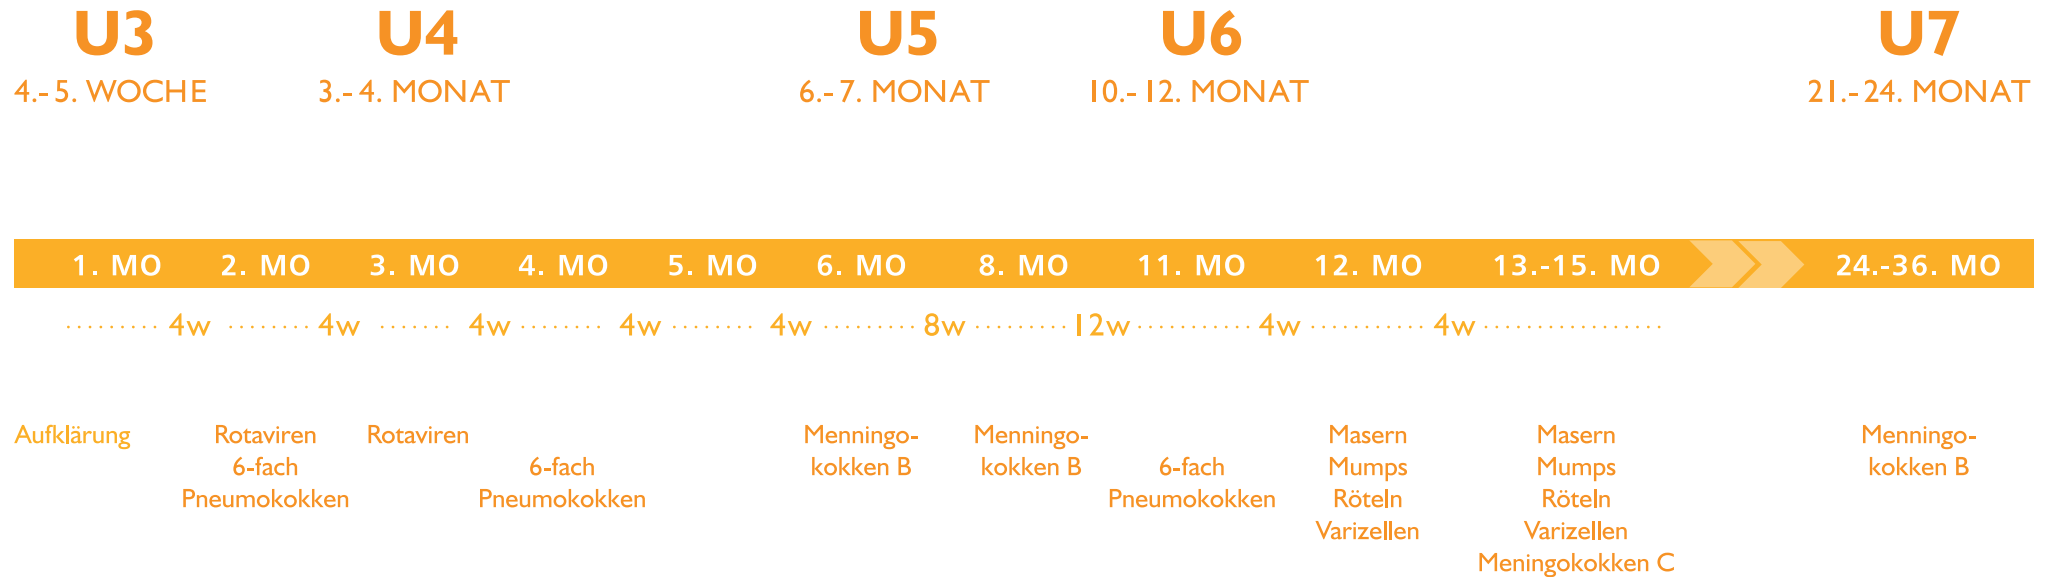 U3 U4 U5 U6 U7
4.-5. WOCHE 3.-4. MONAT 6.-7. MONAT 10.-12. MONAT 21.-24. MONAT
1. MO 2. MO 3. MO 4. MO 5. MO 6. MO 8. MO 11. MO 12. MO 13.-15. MO 24.-36. MO
4w 4w 4w 4w 4w 8w 12w 4w 4w
Aufklärung Rotaviren Rotaviren Menningo- Menningo- Masern Masern Menningo-
6-fach 6-fach kokken B kokken B 6-fach Mumps Mumps kokken B
Pneumokokken Pneumokokken Pneumokokken Röteln Röteln
Varizellen Varizellen
Meningokokken C